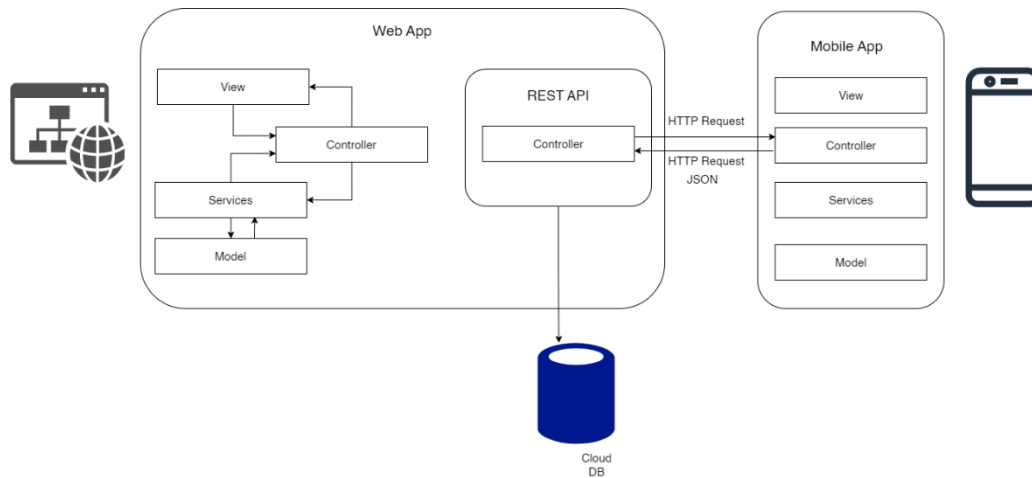 Web App
View
Controller
Services
Model
REST API
Controller
HTTP Request
HTTP Request
JSON
Mobile App
View
Controller
Services
Model
Cloud
DB